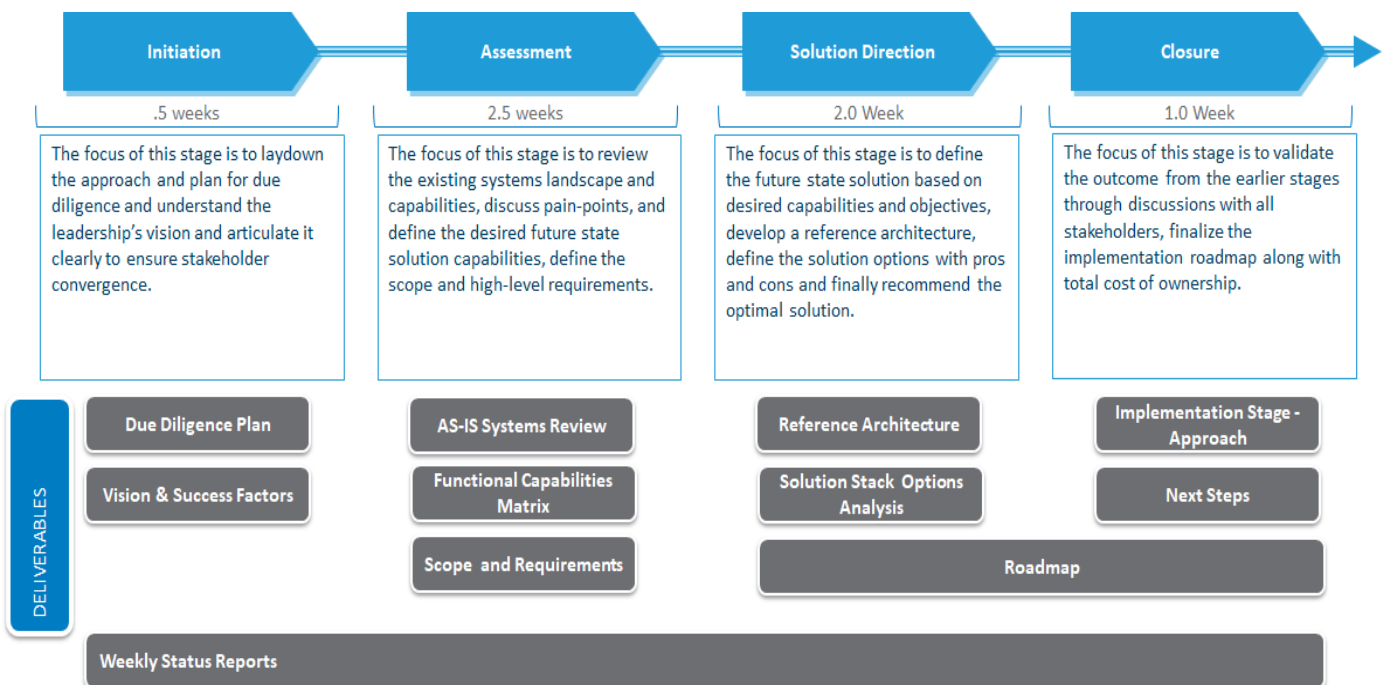 Initiation
Assessment
Solution Direction
Closure
.5 weeks
2.5 weeks
2.0 Week
1.0 Week
The focus of this stage is to laydown
the approach and plan for due
diligence and understand the
leadership's vision and articulate it
clearly to ensure stakeholder
convergence.
The focus of this stage is to review
the existing systems landscape and
capabilities, discuss pain-points, and
define the desired future state
solution capabilities, define the
scope and high-level requirements.
The focus of this stage is to define
the future state solution based on
desired capabilities and objectives,
develop a reference architecture,
define the solution options with pros
and cons and finally recommend the
optimal solution.
The focus of this stage is to validate
the outcome from the earlier stages
through discussions with all
stakeholders, finalize the
implementation roadmap along with
total cost of ownership.
DELIVERABLES
Due Diligence Plan
Vision & Success Factors
AS-IS Systems Review
Functional Capabilities
Matrix
Scope and Requirements
Reference Architecture
Solution Stack Options
Analysis
Implementation Stage -
Approach
Next Steps
Roadmap
Weekly Status Reports